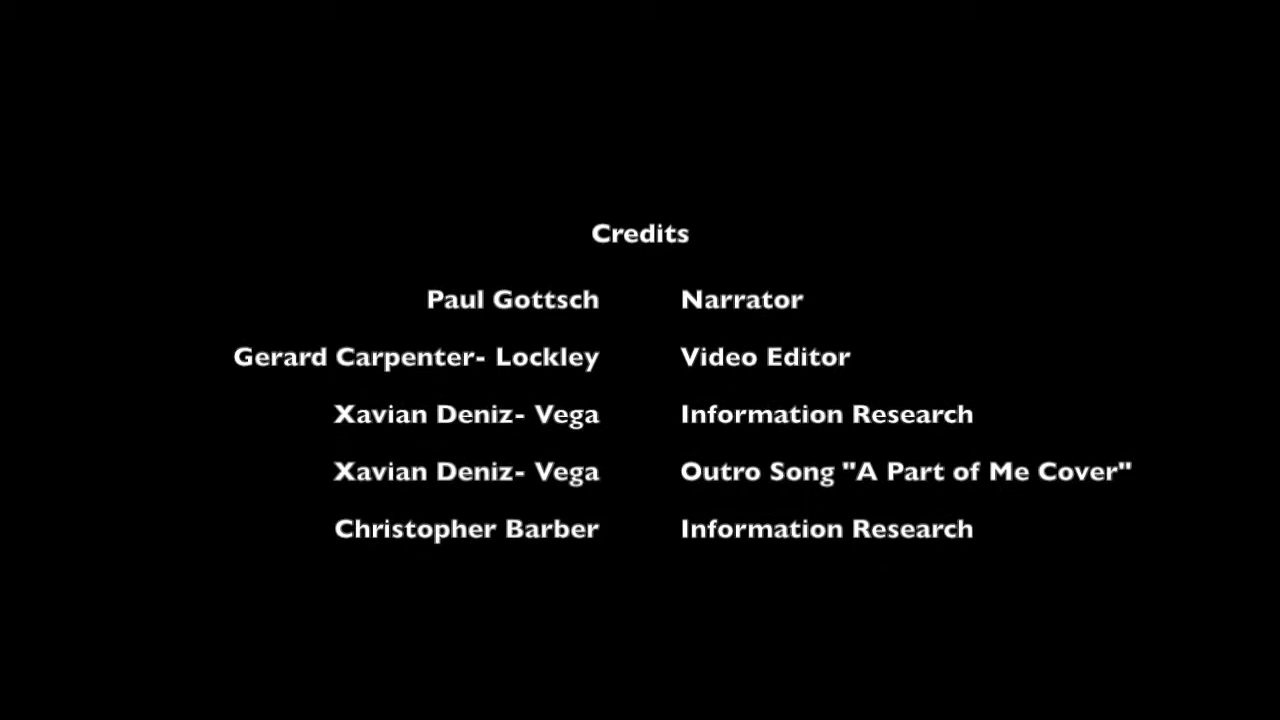 Credits
Paul Gottsch Narrator
Gerard Carpenter- Lockley Video Editor
Xavian Deniz- Vega Information Research
Xavian Deniz- Vega Outro Song "A Part of Me Cover"
Christopher Barber Information Research